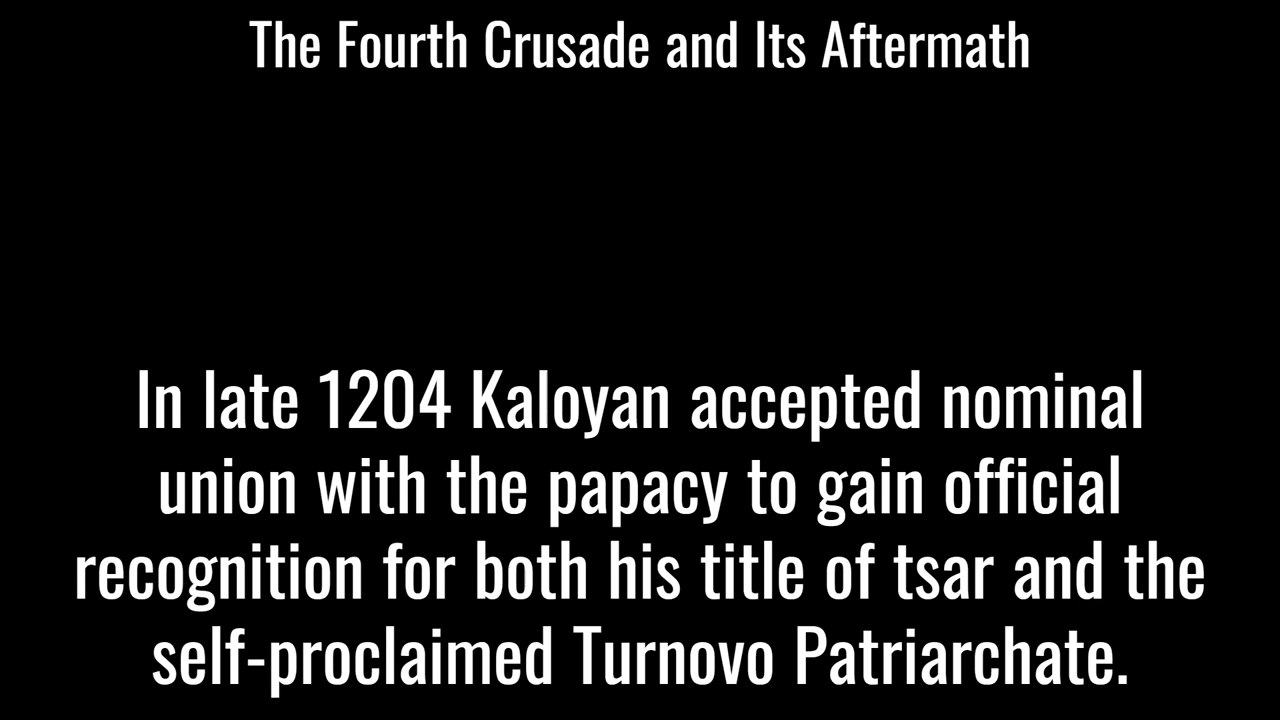 The Fourth Crusade and Its Aftermath
In late 1204 Kaloyan accepted nominal
union with the papacy to gain official
recognition for both his title of tsar and the
self-proclaimed Turnovo Patriarchate.